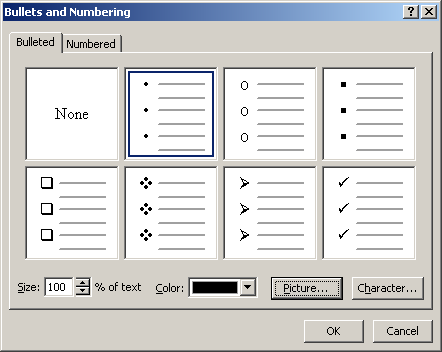 Bullets and Numbering
Bulleted Numbered
None
Size: 100 % of text Color: Picture... Character...
OK Cancel